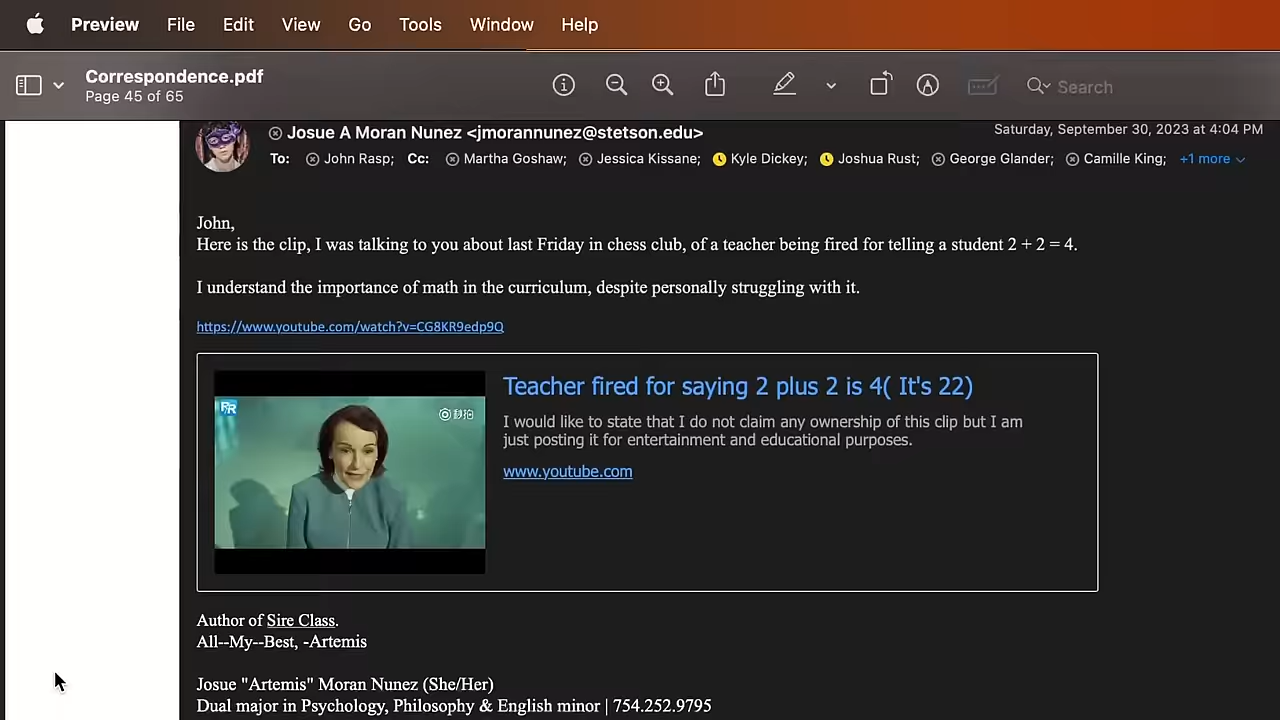 Preview File Edit View Go Tools Window Help
Correspondence.pdf
Page 45 of 65
Search
Josue A Moran Nunez <jmorannunez@stetson.edu>
Saturday, September 30, 2023 at 4:04 PM
To: John Rasp; Cc: Martha Goshaw; Jessica Kissane; Kyle Dickey; Joshua Rust; George Glander; Camille King; +1 more
John,
Here is the clip, I was talking to you about last Friday in chess club, of a teacher being fired for telling a student 2 + 2 = 4.
I understand the importance of math in the curriculum, despite personally struggling with it.
https://www.youtube.com/watch?v=CG8KR9edp9Q
RR
秒拍
Teacher fired for saying 2 plus 2 is 4( It's 22)
I would like to state that I do not claim any ownership of this clip but I am
just posting it for entertainment and educational purposes.
www.youtube.com
Author of Sire Class.
All--My--Best, -Artemis
Josue "Artemis" Moran Nunez (She/Her)
Dual major in Psychology, Philosophy & English minor | 754.252.9795